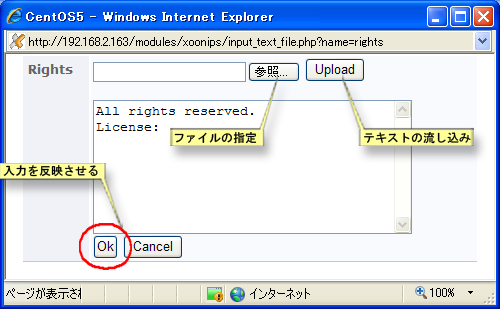 CentOS5 - Windows Internet Explorer
http://192.168.2.163/modules/xoonips/input_text_file.php?name=rights
Rights 参照... Upload
All rights reserved.
License:
ファイルの指定 テキストの流し込み
入力を反映させる
Ok Cancel
ページが表示され インターネット 100%